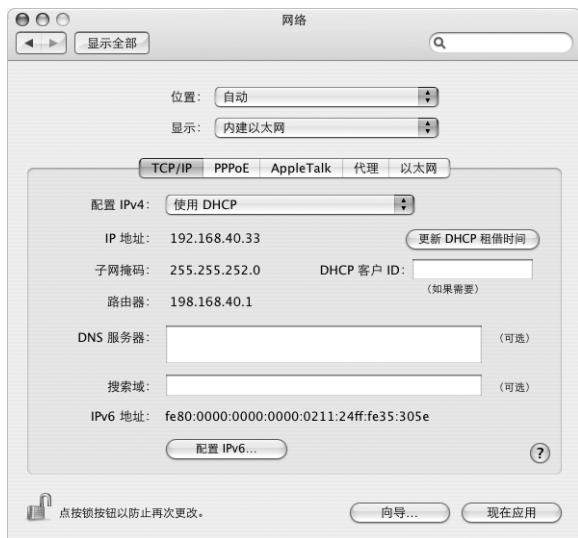 网络
显示全部
位置： 自动
显示： 内建以太网
TCP/IP PPPoE AppleTalk 代理 以太网
配置 IPv4： 使用 DHCP
IP 地址： 192.168.40.33 更新 DHCP 租借时间
子网掩码： 255.255.252.0 DHCP 客户 ID：
（如果需要）
路由器： 198.168.40.1
DNS 服务器： （可选）
搜索域： （可选）
IPv6 地址： fe80:0000:0000:0000:0211:24ff:fe35:305e
配置 IPv6... ?
点按锁按钮以防止再次更改。 向导... 现在应用